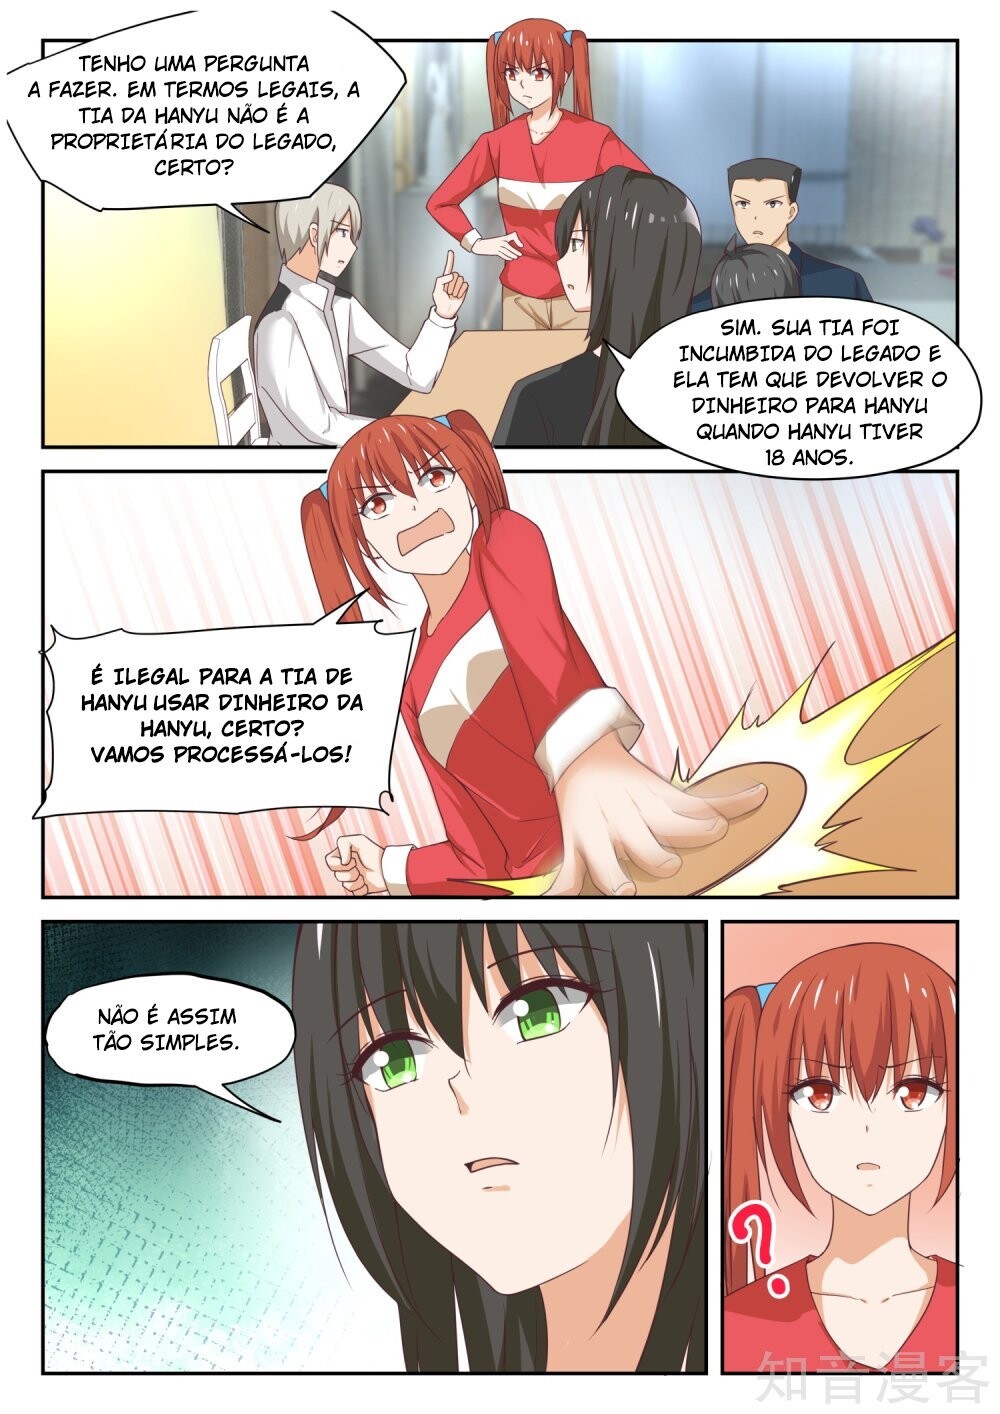 TENHO UMA PERGUNTA
A FAZER. EM TERMOS LEGAIS, A
TIA DA HANYU NÃO É A
PROPRIETÁRIA DO LEGADO,
CERTO?
SIM. SUA TIA FOI
INCUMBIDA DO LEGADO E
ELA TEM QUE DEVOLVER O
DINHEIRO PARA HANYU
QUANDO HANYU TIVER
18 ANOS.
É ILEGAL PARA A TIA DE
HANYU USAR DINHEIRO DA
HANYU, CERTO?
VAMOS PROCESSÁ-LOS!
NÃO É ASSIM
TÃO SIMPLES.
?
知音漫客